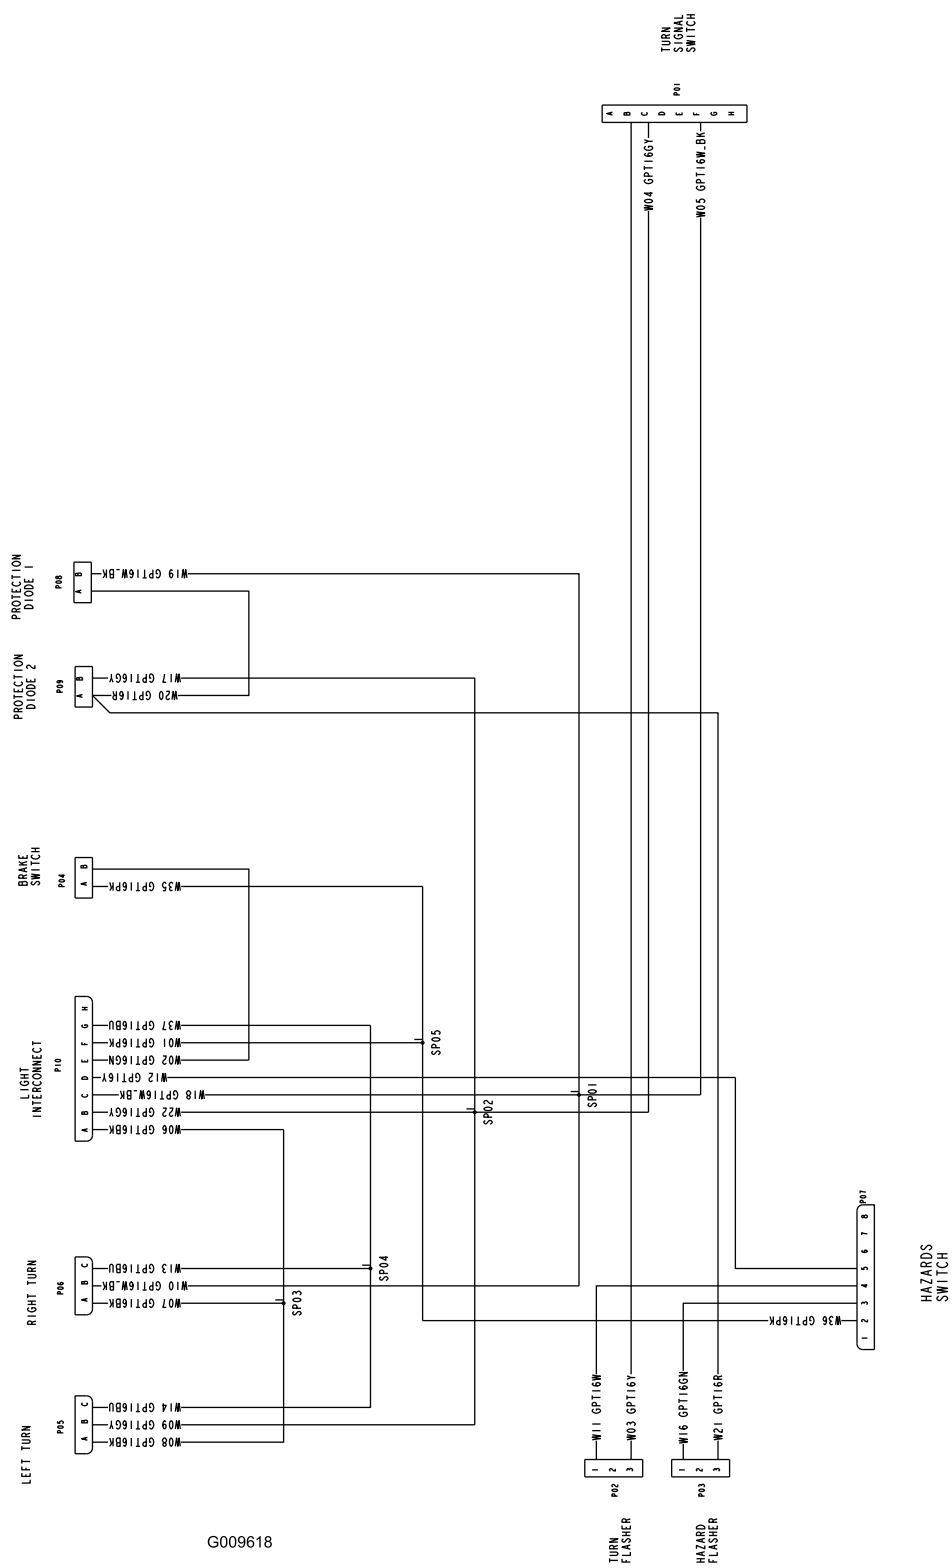 TURN
SIGNAL
SWITCH
P01
A B C D E F G H
W04 GPT16GY
W05 GPT16W_BK
PROTECTION
DIODE 1
P08
A B
W19 GPT16W_BK
PROTECTION
DIODE 2
P09
A B
W17 GPT16GY
W20 GPT16R
BRAKE
SWITCH
P04
A B
W35 GPT16PK
LIGHT
INTERCONNECT
P10
A B C D E F G H
W37 GPT16BU
W01 GPT16PK
W02 GPT16GN
W12 GPT16Y
W18 GPT16W_BK
W22 GPT16GY
W06 GPT16BK
SP05
SP01
SP02
RIGHT TURN
P06
A B C
W13 GPT16BU
W10 GPT16W_BK
W07 GPT16BK
SP04
SP03
LEFT TURN
P05
A B C
W14 GPT16BU
W09 GPT16GY
W08 GPT16BK
HAZARDS
SWITCH
P07
1 2 3 4 5 6 7 8
W36 GPT16PK
W11 GPT16W
W03 GPT16Y
W16 GPT16GN
W21 GPT16R
1 2 3
P02
TURN
FLASHER
1 2 3
P03
HAZARD
FLASHER
G009618